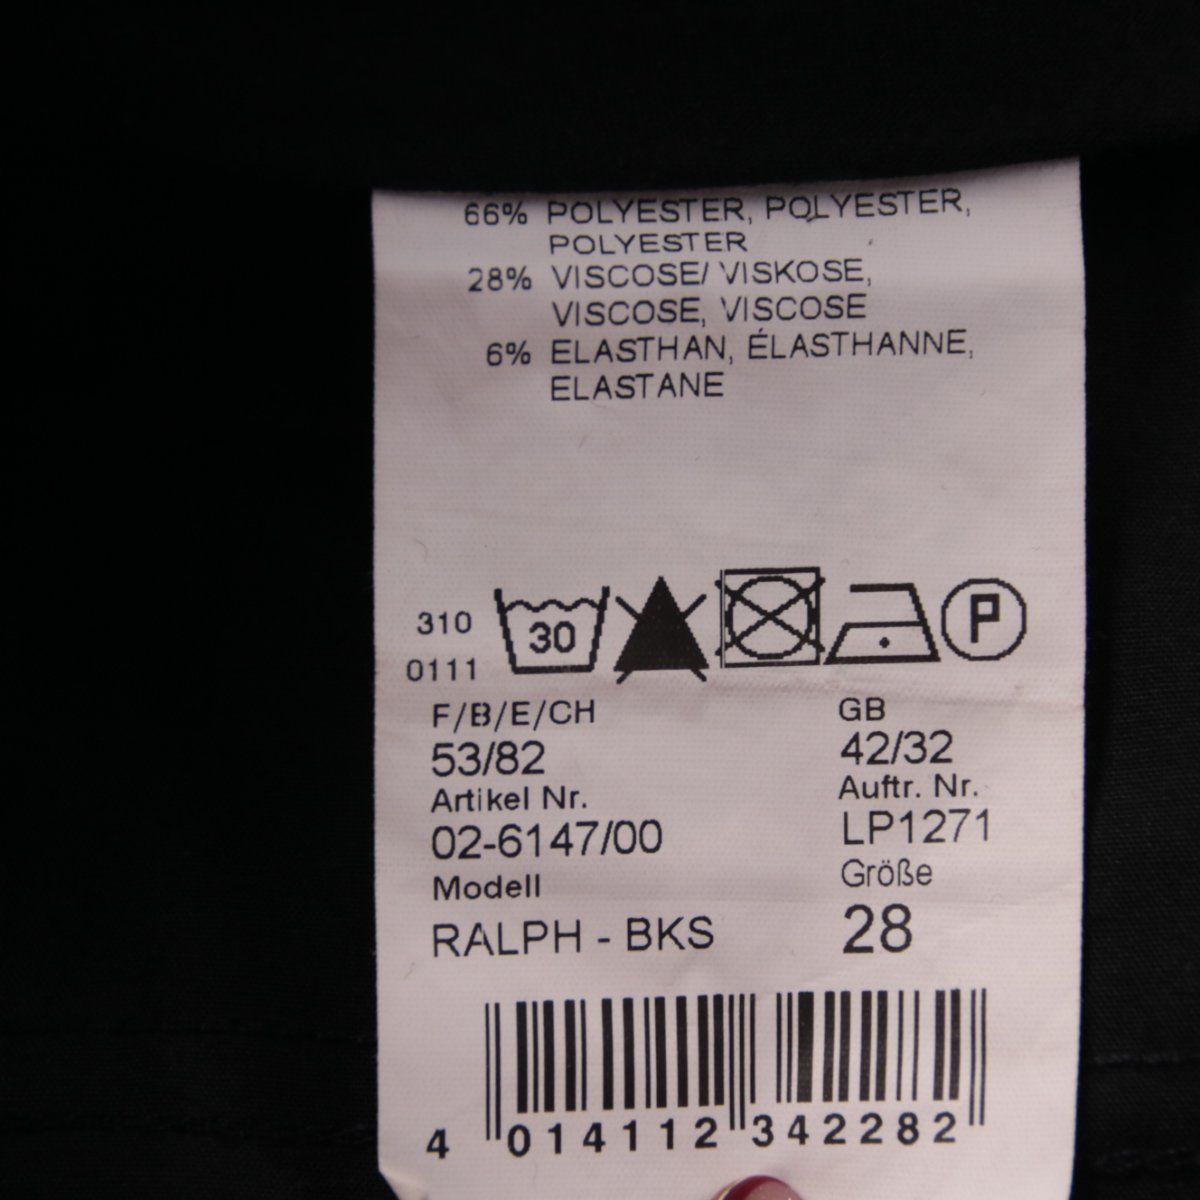 66% POLYESTER, POLYESTER,
POLYESTER
28% VISCOSE/ VISKOSE,
VISCOSE, VISCOSE
6% ELASTHAN, ÉLASTHANNE,
ELASTANE
310
0111
30
P
F/B/E/CH GB
53/82 42/32
Artikel Nr. Auftr. Nr.
02-6147/00 LP1271
Modell Größe
RALPH - BKS 28
4 014112 342282